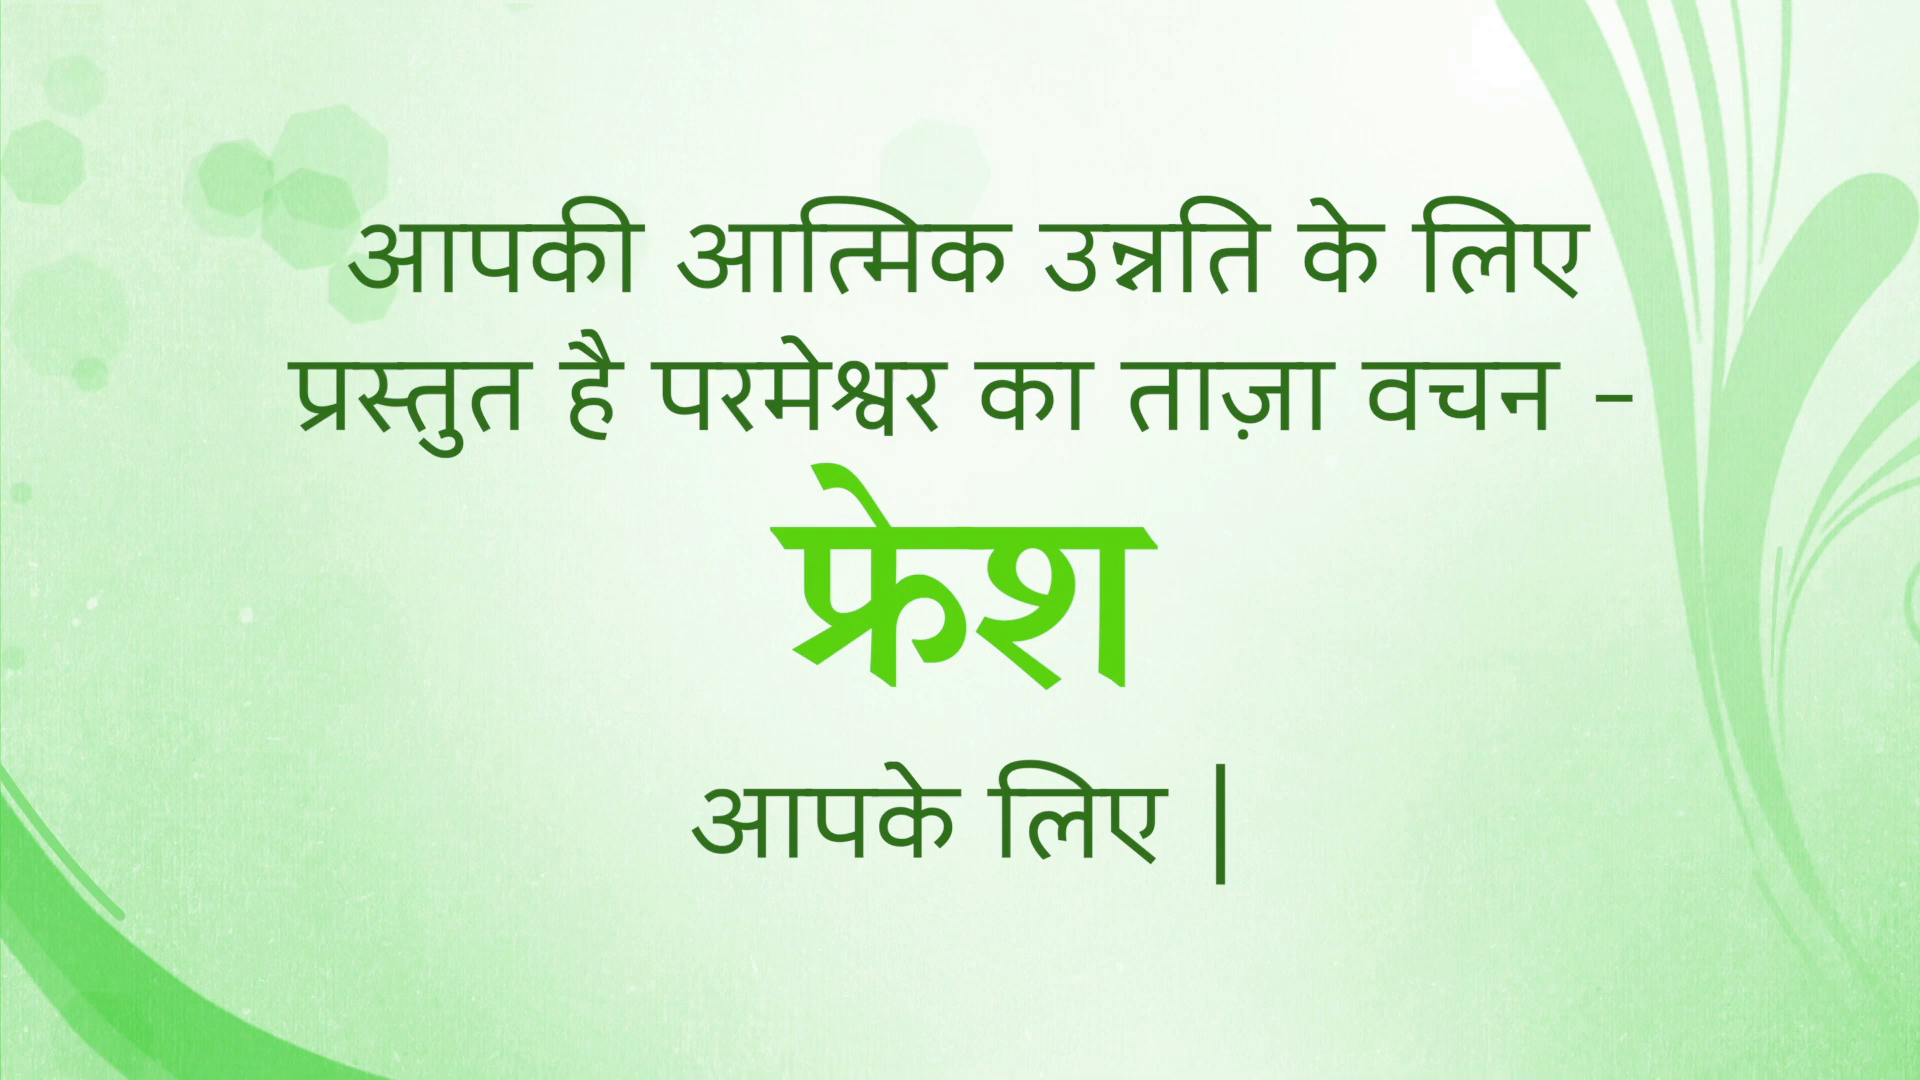 आपकी आत्मिक उन्नति के लिए
प्रस्तुत है परमेश्वर का ताज़ा वचन -
फ्रेश
आपके लिए |